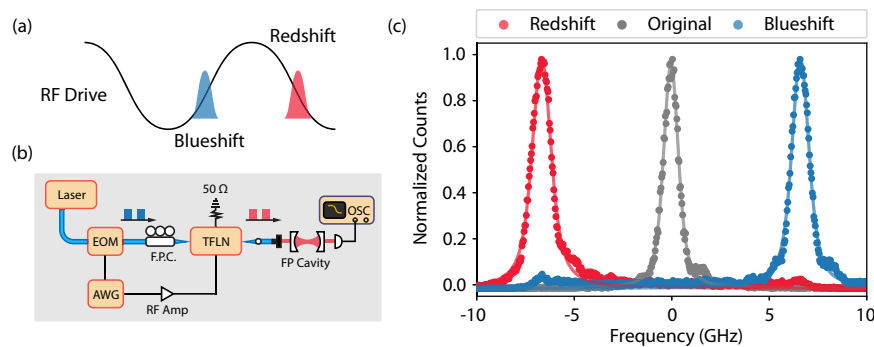 (a)
RF Drive
Redshift
Blueshift
(b)
Laser
50 Ω
OSC
EOM
F.P.C.
TFLN
FP Cavity
AWG
RF Amp
(c)
Redshift Original Blueshift
Normalized Counts
1.0
0.8
0.6
0.4
0.2
0.0
-10 -5 0 5 10
Frequency (GHz)